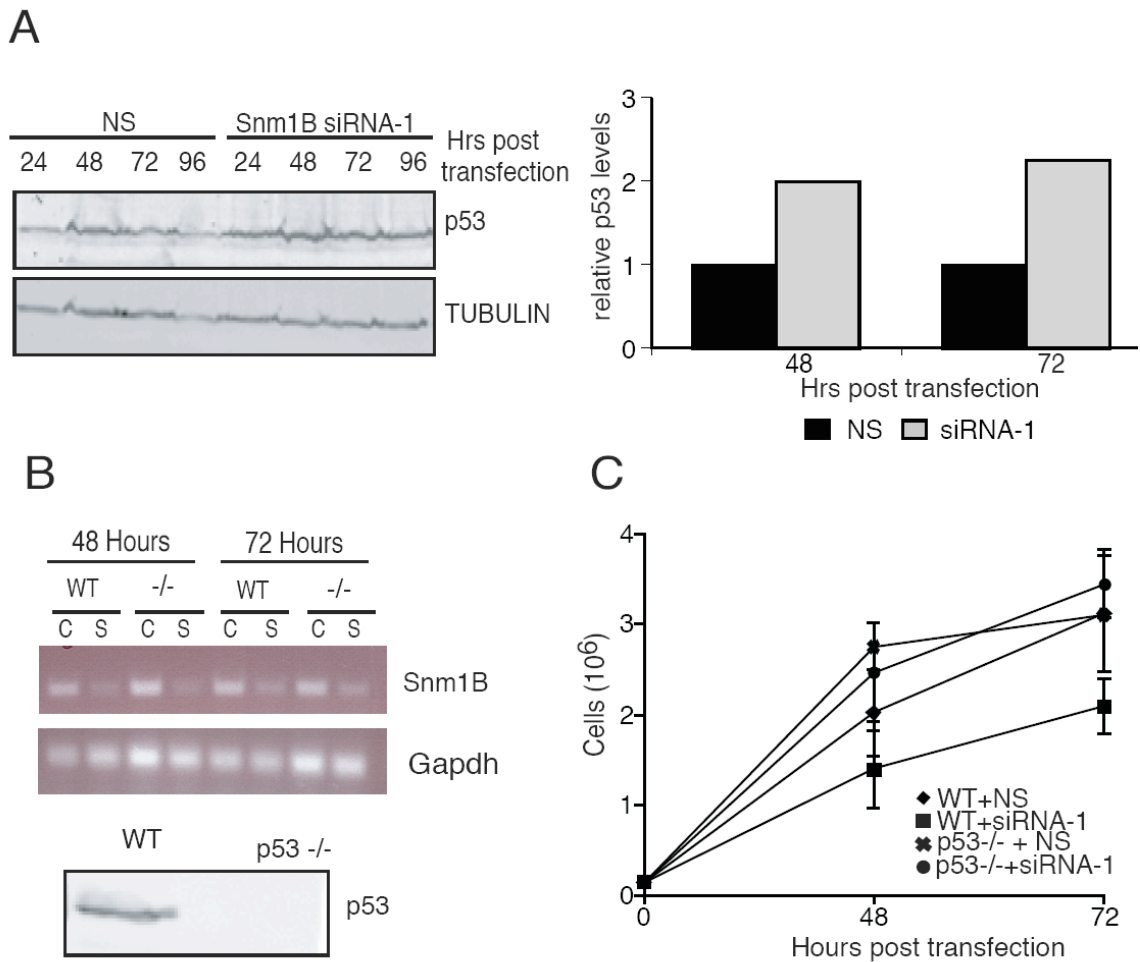 A
NS Snm1B siRNA-1
24 48 72 96 24 48 72 96
Hrs post
transfection
p53
TUBULIN
3
2
1
0
relative p53 levels
48 72
Hrs post transfection
NS siRNA-1
B
48 Hours 72 Hours
WT -/- WT -/-
C S C S C S C S
Snm1B
Gapdh
WT p53 -/-
p53
C
4
3
2
1
0
Cells (10⁶)
WT+NS
WT+siRNA-1
p53-/- + NS
p53-/-+siRNA-1
0 48 72
Hours post transfection